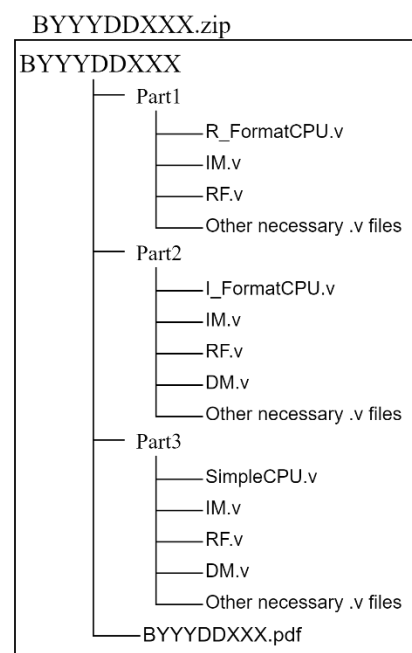 BYYYDDXXX.zip
BYYYDDXXX
Part1
R_FormatCPU.v
IM.v
RF.v
Other necessary .v files
Part2
I_FormatCPU.v
IM.v
RF.v
DM.v
Other necessary .v files
Part3
SimpleCPU.v
IM.v
RF.v
DM.v
Other necessary .v files
BYYYDDXXX.pdf